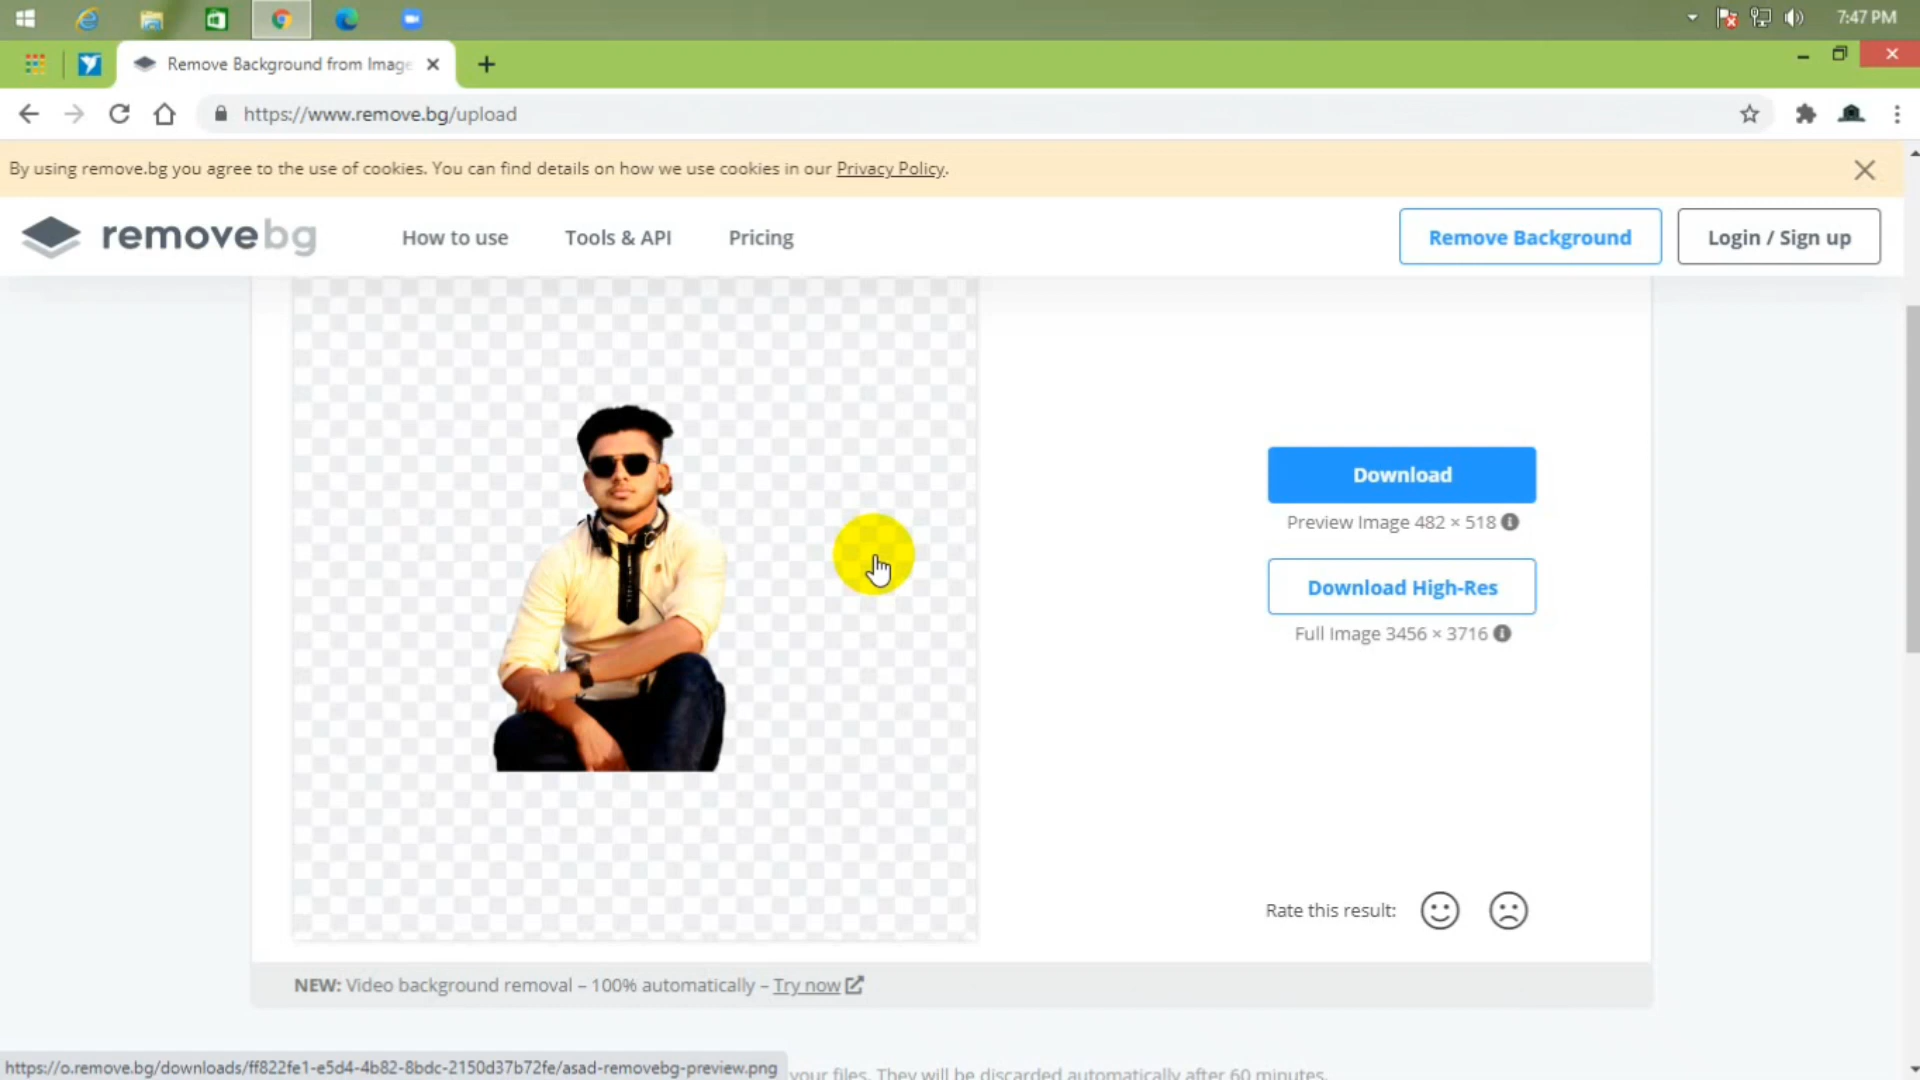 7:47 PM
Remove Background from Image
https://www.remove.bg/upload
By using remove.bg you agree to the use of cookies. You can find details on how we use cookies in our Privacy Policy.
removebg
How to use
Tools & API
Pricing
Remove Background
Login / Sign up
Download
Preview Image 482 × 518
Download High-Res
Full Image 3456 × 3716
Rate this result:
NEW: Video background removal – 100% automatically – Try now
https://o.remove.bg/downloads/ff822fe1-e5d4-4b82-8bdc-2150d37b72fe/asad-removebg-preview.png
your files. They will be discarded automatically after 60 minutes.